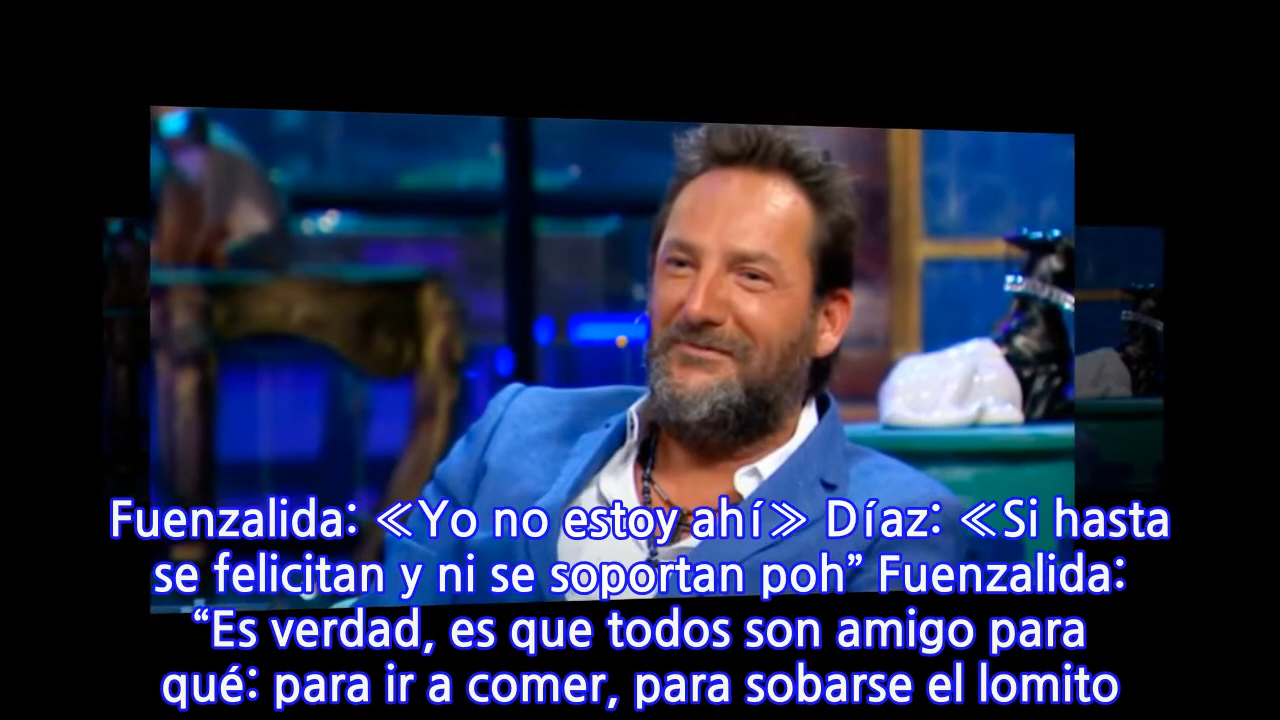 Fuenzalida: ≪Yo no estoy ahí≫ Díaz: ≪Si hasta
se felicitan y ni se soportan poh” Fuenzalida:
“Es verdad, es que todos son amigo para
qué: para ir a comer, para sobarse el lomito